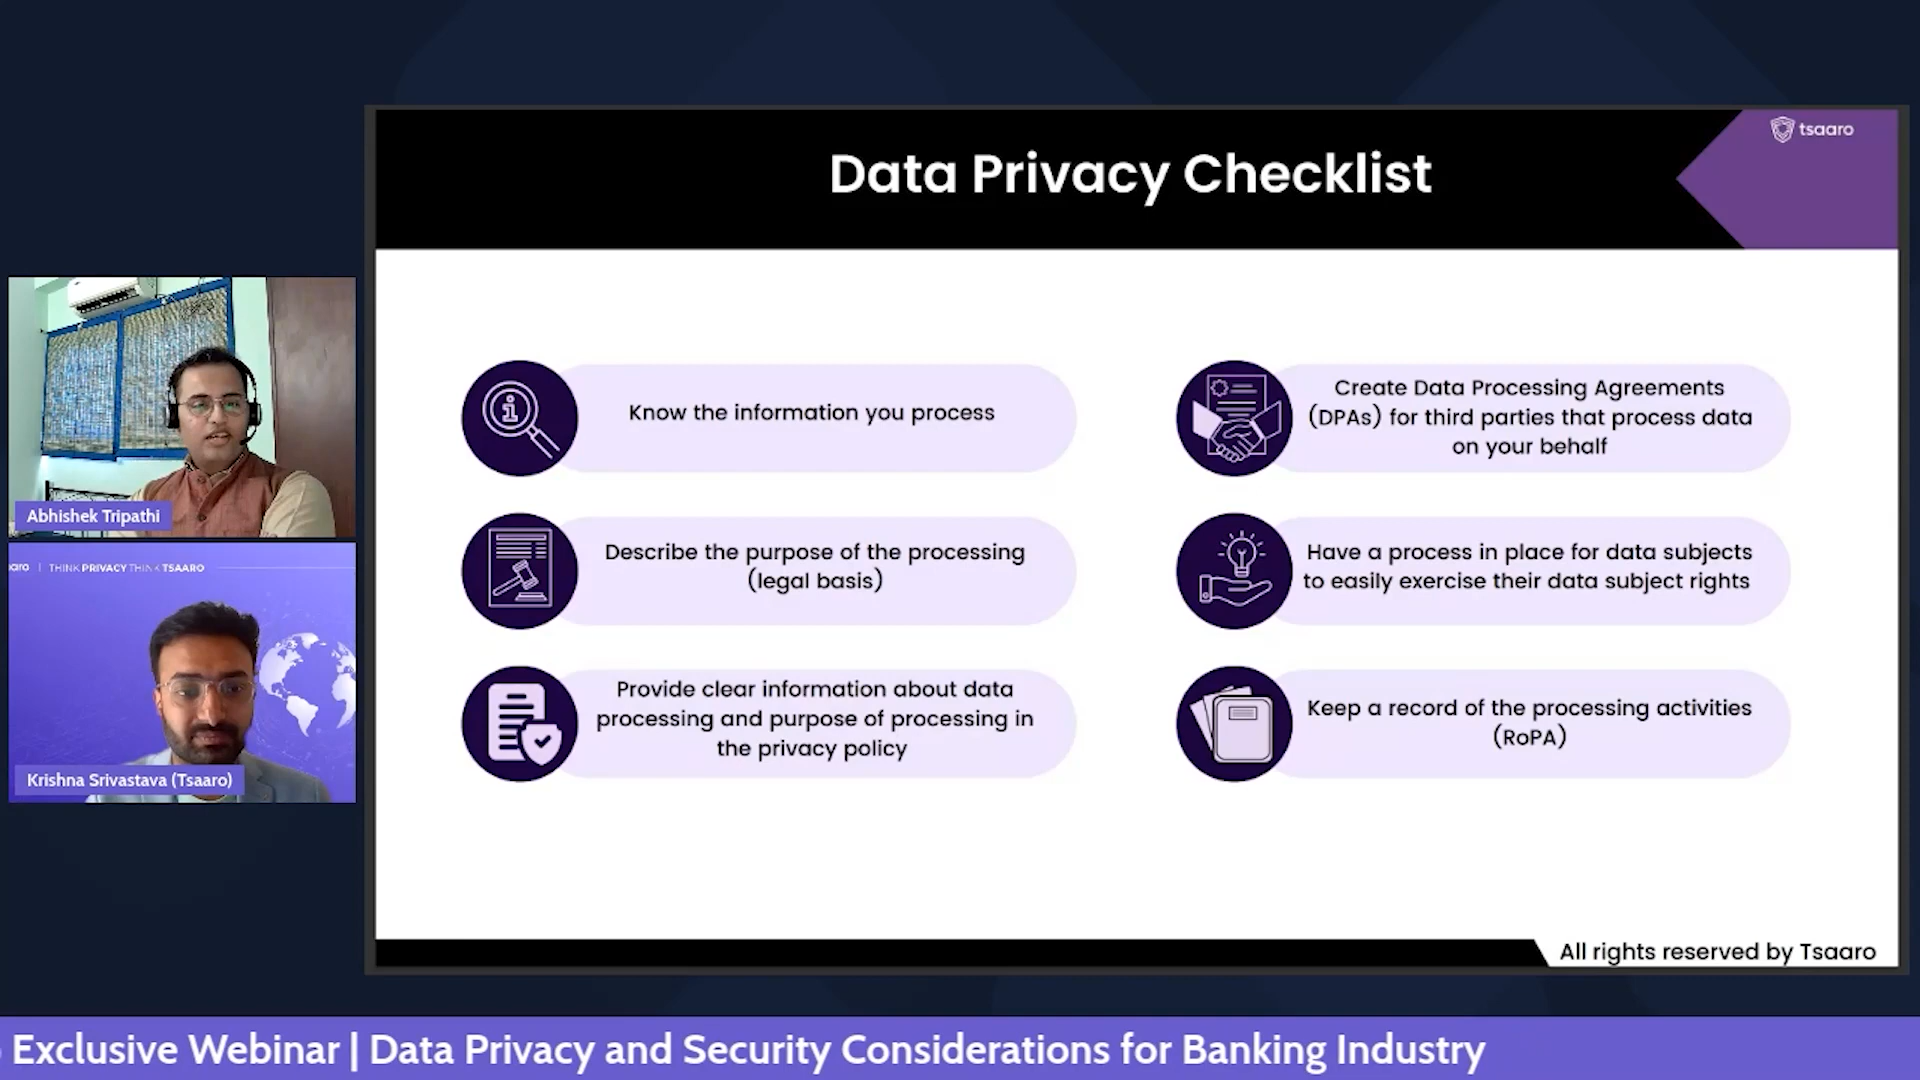 tsaaro
Data Privacy Checklist
Know the information you process
Describe the purpose of the processing
(legal basis)
Provide clear information about data
processing and purpose of processing in
the privacy policy
Create Data Processing Agreements
(DPAs) for third parties that process data
on your behalf
Have a process in place for data subjects
to easily exercise their data subject rights
Keep a record of the processing activities
(RoPA)
All rights reserved by Tsaaro
Abhishek Tripathi
THINK PRIVACY THINK TSAARO
Krishna Srivastava (Tsaaro)
Exclusive Webinar | Data Privacy and Security Considerations for Banking Industry